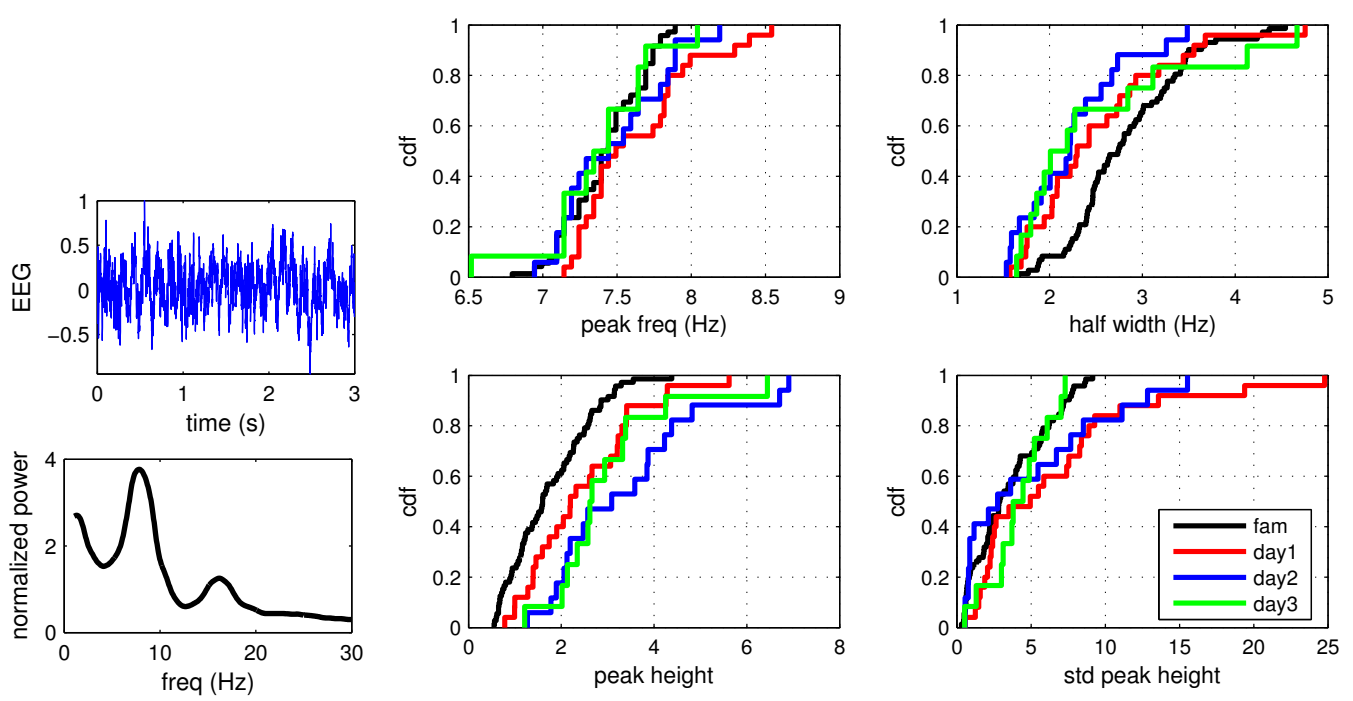 1
0.5
0
−0.5
EEG
0 1 2 3
time (s)
4
2
0
normalized power
0 10 20 30
freq (Hz)
1
0.8
0.6
0.4
0.2
0
cdf
6.5 7 7.5 8 8.5 9
peak freq (Hz)
1
0.8
0.6
0.4
0.2
0
cdf
1 2 3 4 5
half width (Hz)
1
0.8
0.6
0.4
0.2
0
cdf
0 2 4 6 8
peak height
1
0.8
0.6
0.4
0.2
0
cdf
0 5 10 15 20 25
std peak height
fam
day1
day2
day3